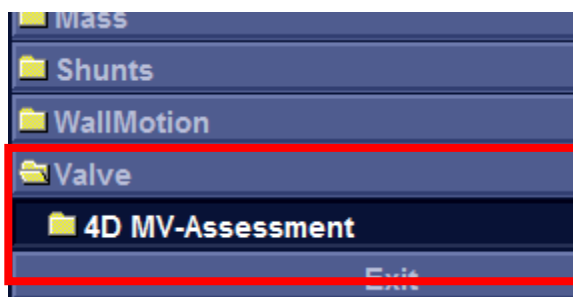 Mass
Shunts
WallMotion
Valve
4D MV-Assessment
Exit